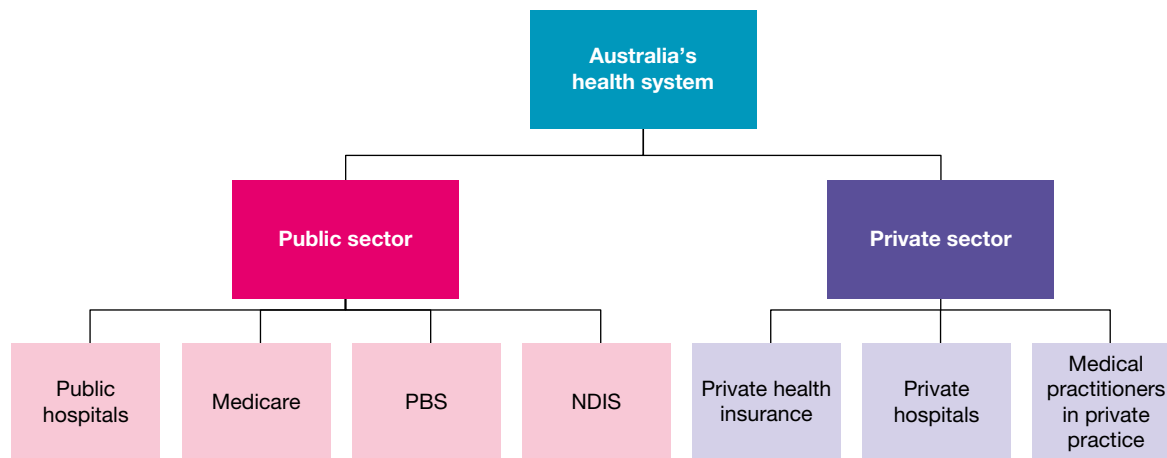 Australia’s
health system
Public sector
Private sector
Public
hospitals
Medicare
PBS
NDIS
Private health
insurance
Private
hospitals
Medical
practitioners
in private
practice